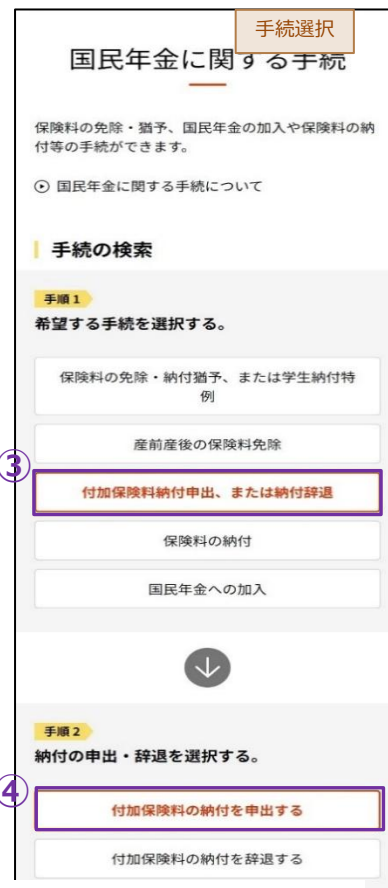 手続選択
国民年金に関する手続
保険料の免除・猶予、国民年金の加入や保険料の納
付等の手続ができます。
国民年金に関する手続について
手続の検索
手順1
希望する手続を選択する。
保険料の免除・納付猶予、または学生納付特
例
産前産後の保険料免除
③
付加保険料納付申出、または納付辞退
保険料の納付
国民年金への加入
手順2
納付の申出・辞退を選択する。
④
付加保険料の納付を申出する
付加保険料の納付を辞退する